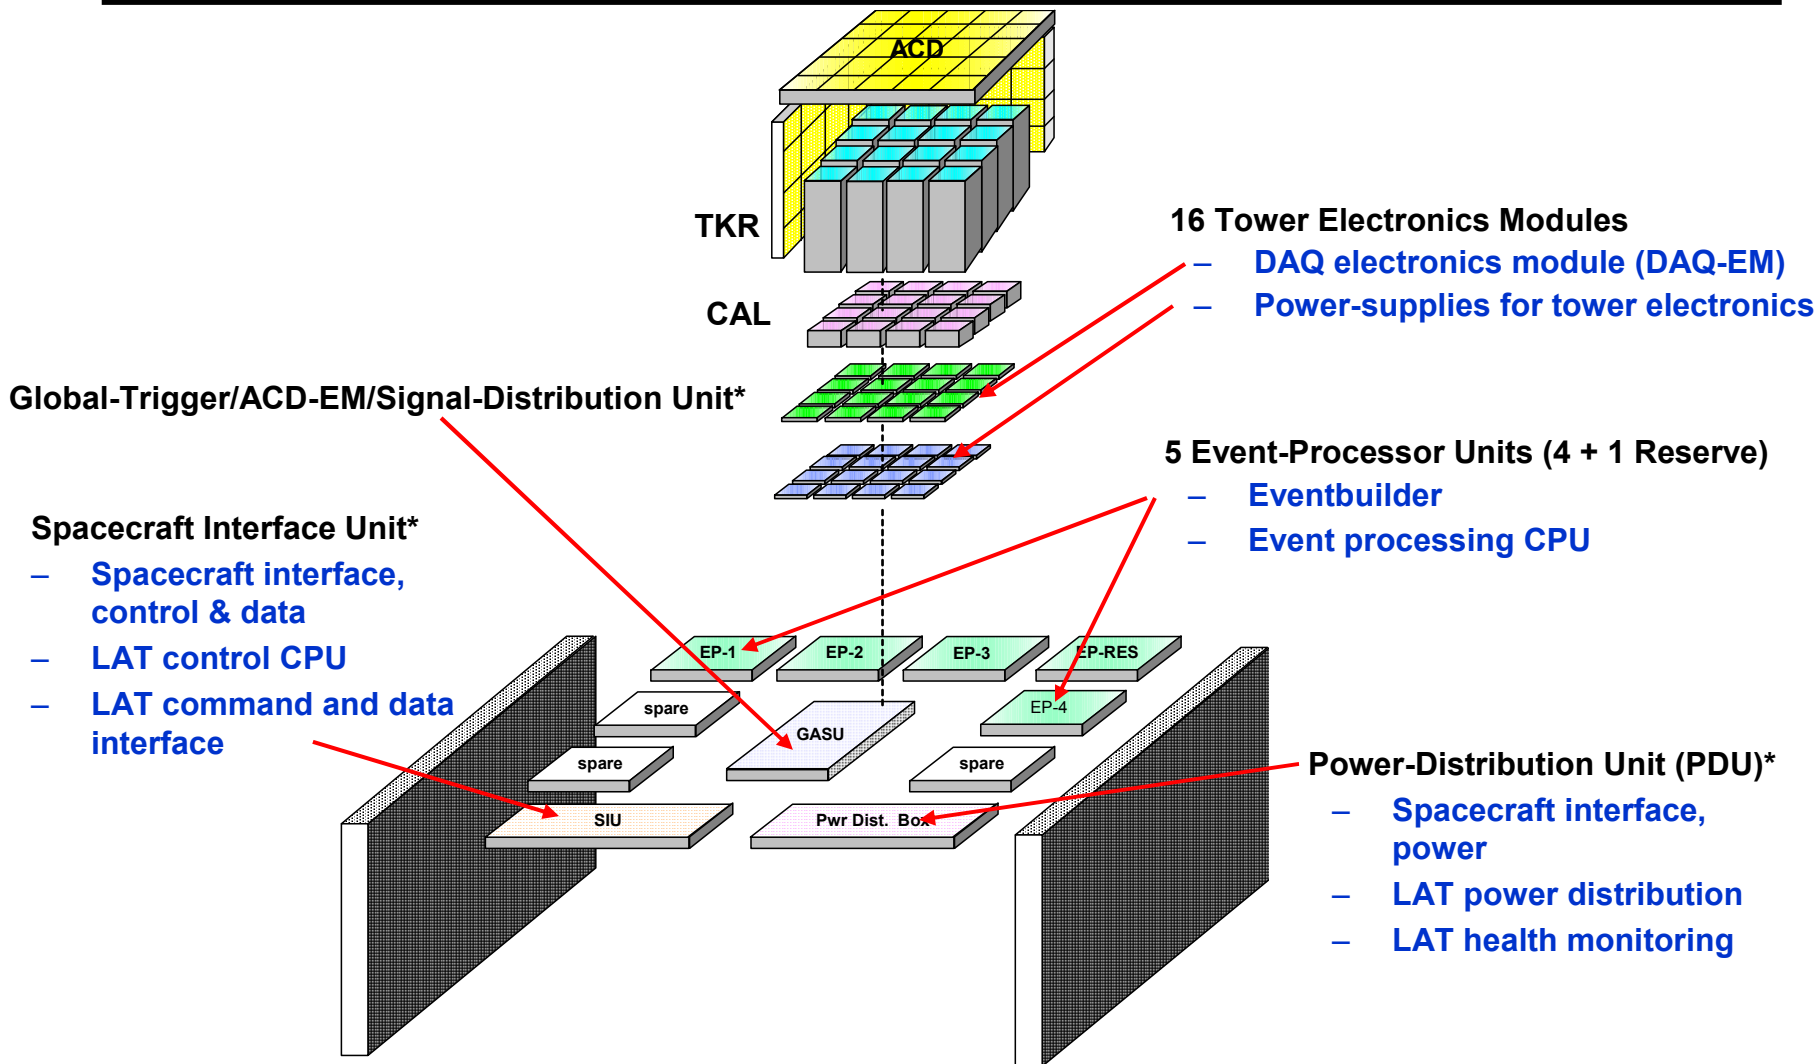 ACD
TKR
CAL
16 Tower Electronics Modules
– DAQ electronics module (DAQ-EM)
– Power-supplies for tower electronics
Global-Trigger/ACD-EM/Signal-Distribution Unit*
5 Event-Processor Units (4 + 1 Reserve)
– Eventbuilder
– Event processing CPU
Spacecraft Interface Unit*
– Spacecraft interface,
control & data
– LAT control CPU
– LAT command and data
interface
EP-1
EP-2
EP-3
EP-RES
spare
EP-4
GASU
spare
spare
SIU
Pwr Dist. Box
Power-Distribution Unit (PDU)*
– Spacecraft interface,
power
– LAT power distribution
– LAT health monitoring